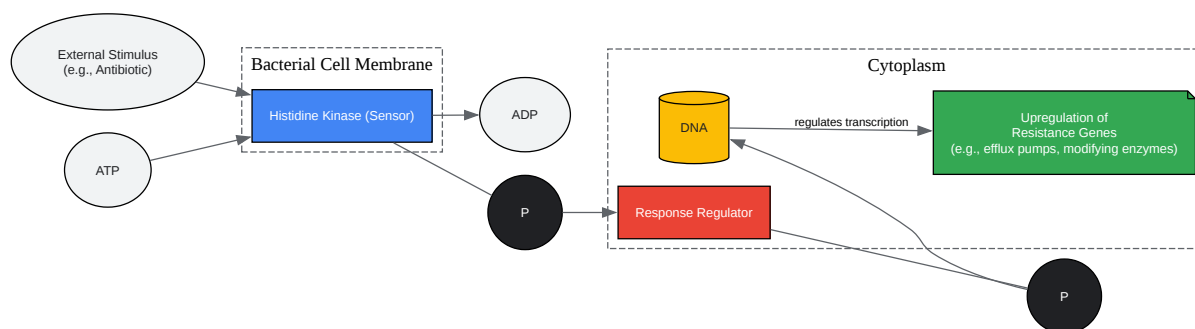 External Stimulus
(e.g., Antibiotic)
ATP
Bacterial Cell Membrane
Histidine Kinase (Sensor)
ADP
P
Cytoplasm
DNA
regulates transcription
Upregulation of
Resistance Genes
(e.g., efflux pumps, modifying enzymes)
Response Regulator
P